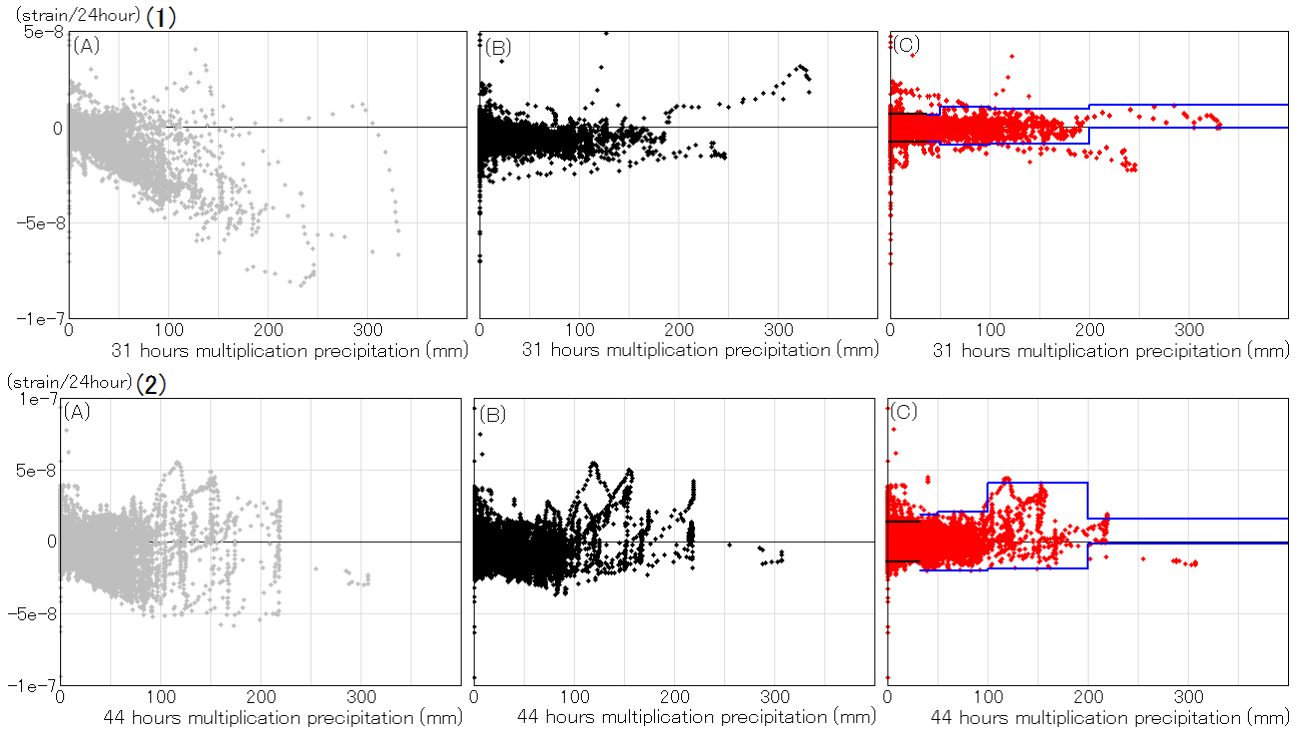 (strain/24hour) (1)
5e-8
0
-5e-8
-1e-7
(A)
(B)
(C)
0 100 200 300
0 100 200 300
0 100 200 300
31 hours multiplication precipitation (mm)
31 hours multiplication precipitation (mm)
31 hours multiplication precipitation (mm)
(strain/24hour) (2)
1e-7
5e-8
0
-5e-8
-1e-7
(A)
(B)
(C)
0 100 200 300
0 100 200 300
0 100 200 300
44 hours multiplication precipitation (mm)
44 hours multiplication precipitation (mm)
44 hours multiplication precipitation (mm)